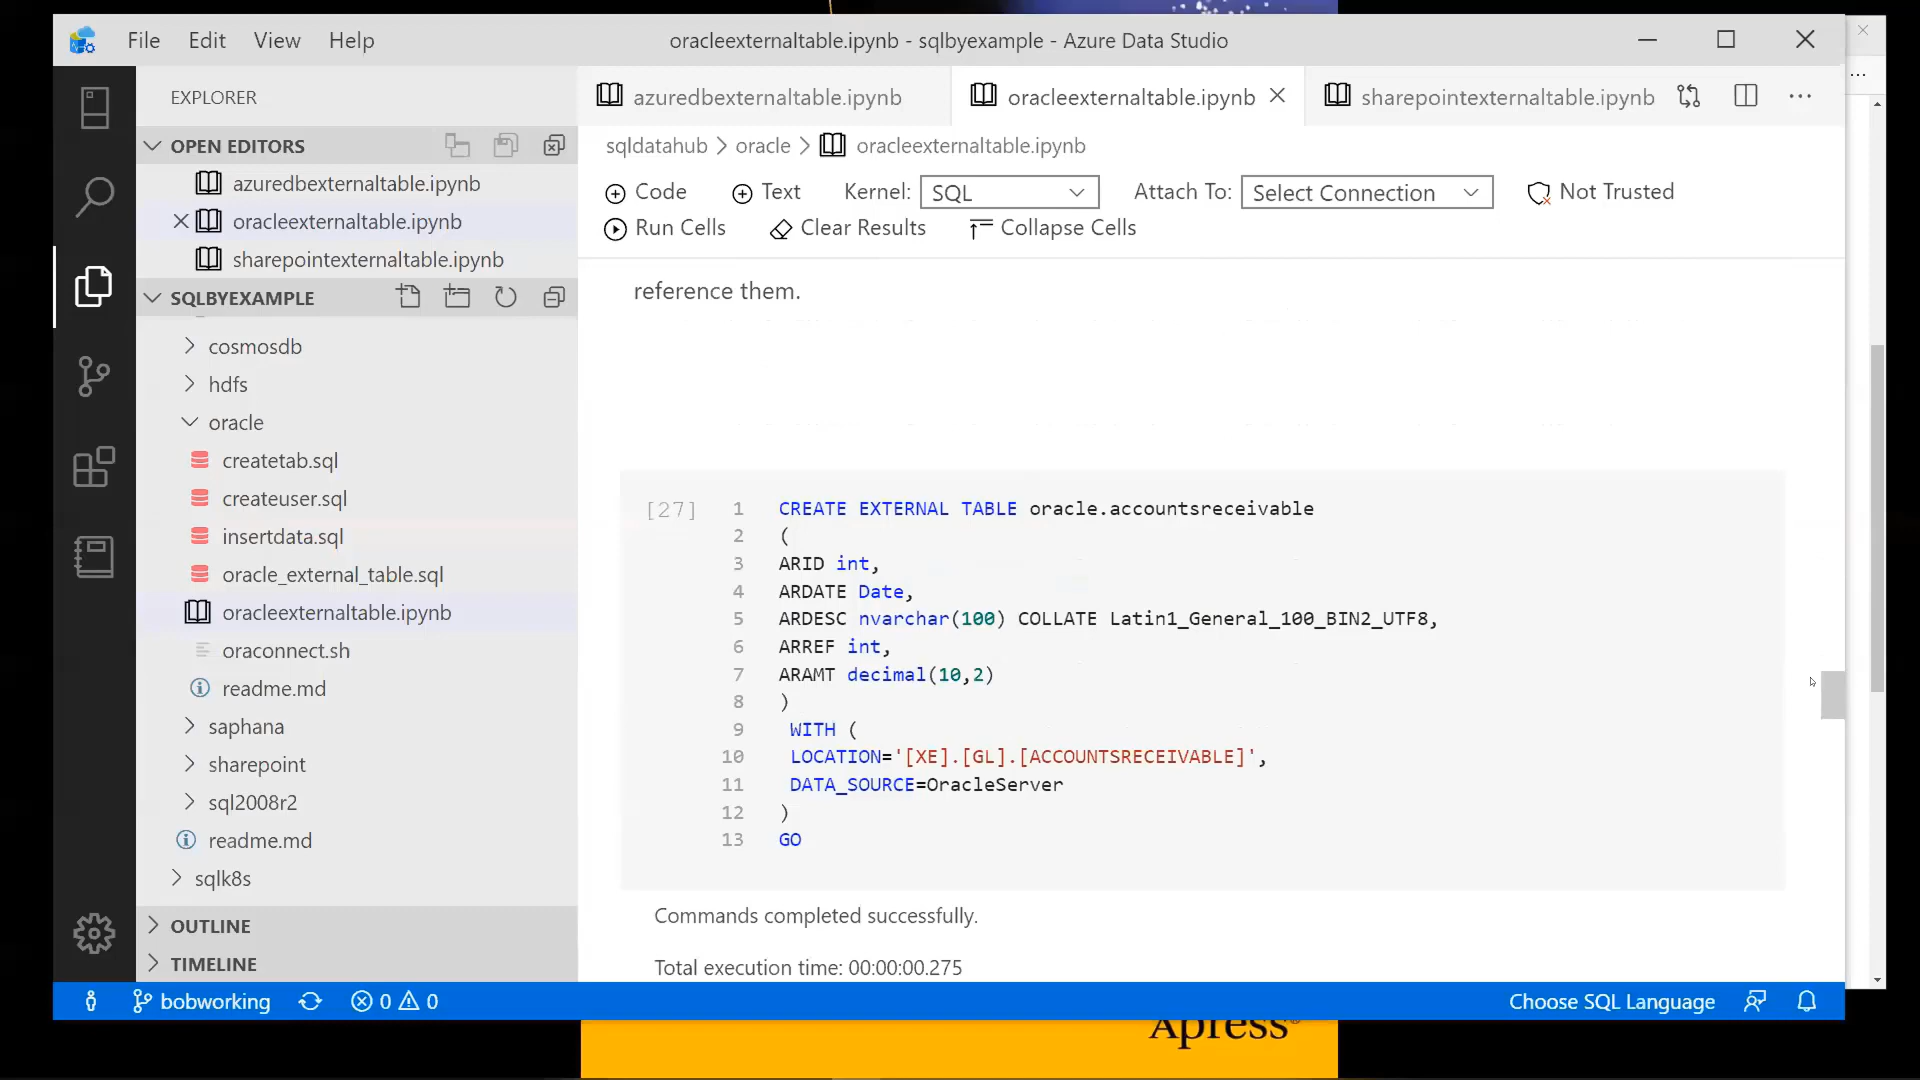 File Edit View Help
oracleexternaltable.ipynb - sqlbyexample - Azure Data Studio
EXPLORER
OPEN EDITORS
azuredbexternaltable.ipynb
oracleexternaltable.ipynb
sharepointexternaltable.ipynb
SQLBYEXAMPLE
cosmosdb
hdfs
oracle
createtab.sql
createuser.sql
insertdata.sql
oracle_external_table.sql
oracleexternaltable.ipynb
oraconnect.sh
readme.md
saphana
sharepoint
sql2008r2
readme.md
sqlk8s
OUTLINE
TIMELINE
azuredbexternaltable.ipynb
oracleexternaltable.ipynb
sharepointexternaltable.ipynb
sqldatahub > oracle > oracleexternaltable.ipynb
Code Text Kernel: SQL Attach To: Select Connection Not Trusted
Run Cells Clear Results Collapse Cells
reference them.
[27]
1 CREATE EXTERNAL TABLE oracle.accountsreceivable
2 (
3 ARID int,
4 ARDATE Date,
5 ARDESC nvarchar(100) COLLATE Latin1_General_100_BIN2_UTF8,
6 ARREF int,
7 ARAMT decimal(10,2)
8 )
9 WITH (
10 LOCATION='[XE].[GL].[ACCOUNTSRECEIVABLE]',
11 DATA_SOURCE=OracleServer
12 )
13 GO
Commands completed successfully.
Total execution time: 00:00:00.275
bobworking 0 0
Choose SQL Language
Apress®